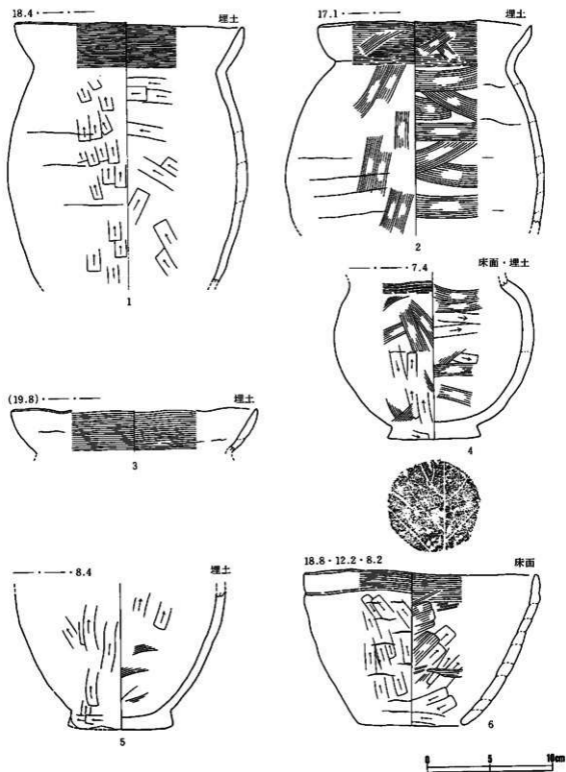 18.4・―・― 埋土
1
17.1・―・― 埋土
2
(19.8)・―・― 埋土
3
―・―・7.4 床面・埋土
4
―・―・8.4 埋土
5
18.8・12.2・8.2 床面
6
0 5 10cm